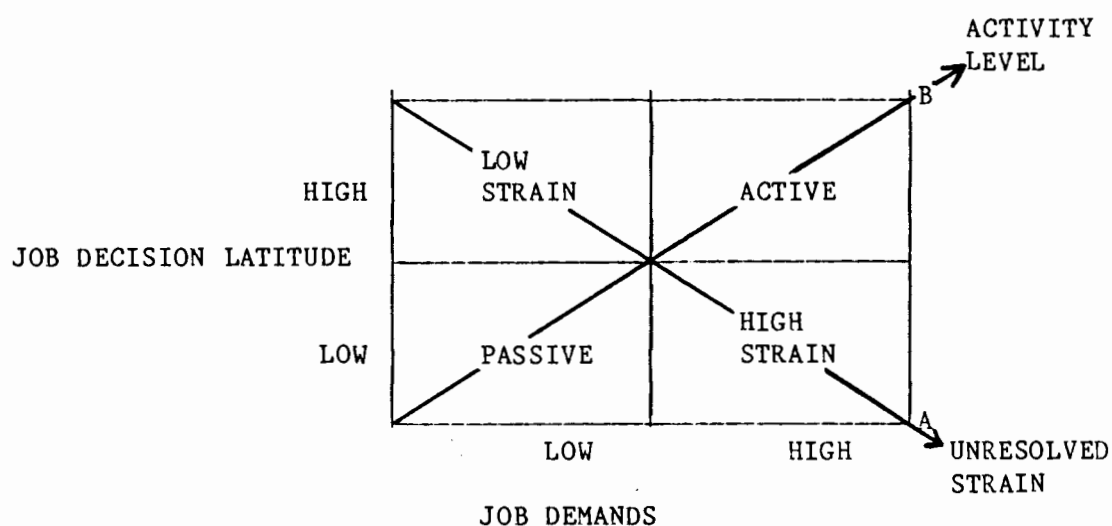 ACTIVITY
LEVEL
B
LOW
STRAIN
HIGH
ACTIVE
JOB DECISION LATITUDE
HIGH
STRAIN
LOW
PASSIVE
A
LOW
HIGH
UNRESOLVED
STRAIN
JOB DEMANDS